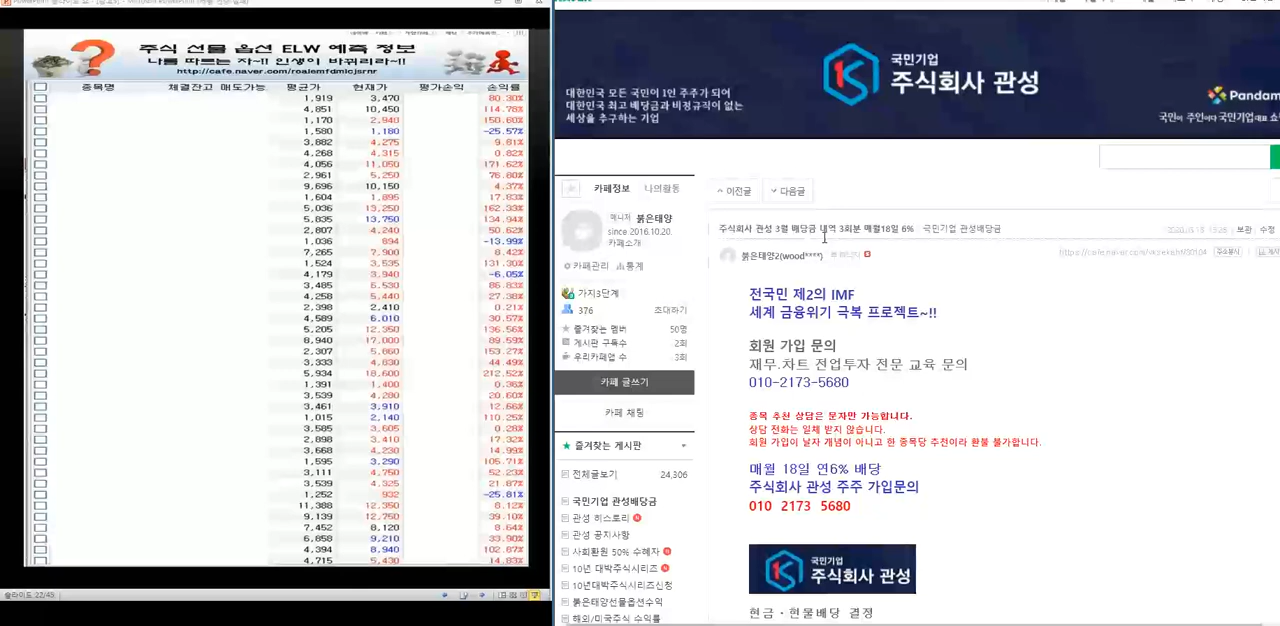 주식 선물 옵션 ELW 예측 정보
나를 따르는 자~!! 인생이 바뀌리라~!!
종목명 체결잔고 매도가능 평균가 현재가 평가손익 손익률
1,919 3,470 80.30%
4,851 10,450 114.78%
1,170 2,940 150.60%
1,580 1,180 -25.57%
3,882 4,275 9.81%
4,268 4,315 0.82%
4,056 11,050 171.62%
2,961 5,250 76.80%
9,696 10,150 4.37%
1,604 1,895 17.83%
5,036 13,250 162.33%
5,835 13,750 134.94%
2,807 4,240 50.62%
1,036 894 -13.99%
7,265 7,900 8.42%
1,524 3,535 131.30%
4,179 3,940 -6.05%
3,485 6,530 86.83%
4,258 5,440 27.38%
2,398 2,410 0.21%
4,589 6,010 30.57%
5,205 12,350 136.56%
8,940 17,000 89.59%
2,307 5,860 153.27%
3,333 4,830 44.49%
5,934 18,600 212.52%
1,391 1,400 0.36%
3,539 4,280 20.60%
3,461 3,910 12.66%
1,015 2,140 110.25%
3,585 3,605 0.28%
2,898 3,410 17.32%
3,668 4,230 14.99%
1,595 3,290 105.71%
3,111 4,750 52.23%
3,539 4,325 21.87%
1,252 932 -25.81%
11,388 12,350 8.12%
9,139 12,750 39.10%
7,452 8,120 8.64%
6,858 9,210 33.90%
4,394 8,940 102.87%
4,715 5,430 14.83%
슬라이드 22/45
대한민국 모든 국민이 1인 주주가 되어
대한민국 최고 배당금과 비정규직이 없는
세상을 추구하는 기업
국민기업
주식회사 관성
Pandam
카페정보 나의활동
매니저 붉은태양
since 2016.10.20.
카페소개
카페관리 통계
가지3단계
376 초대하기
즐겨찾는 멤버 50명
게시판 구독수 2회
우리카페앱 수 3회
카페 글쓰기
카페 채팅
즐겨찾는 게시판
전체글보기 24,306
국민기업 관성배당금
관성 히스토리
관성 공지사항
사회환원 50% 수혜자
10년 대박주식시리즈
10년대박주식시리즈신청
붉은태양선물옵션수익
해외/미국주식 수익률
이전글 다음글
주식회사 관성 3월 배당금 내역 3회분 매월18일 6% 국민기업 관성배당금
보관 수정
붉은태양2(wood****)
전국민 제2의 IMF
세계 금융위기 극복 프로젝트~!!
회원 가입 문의
재무.차트 전업투자 전문 교육 문의
010-2173-5680
종목 추천 상담은 문자만 가능합니다.
상담 전화는 일체 받지 않습니다.
회원 가입이 날자 개념이 아니고 한 종목당 추천이라 환불 불가합니다.
매월 18일 연6% 배당
주식회사 관성 주주 가입문의
010 2173 5680
국민기업
주식회사 관성
현금·현물배당 결정